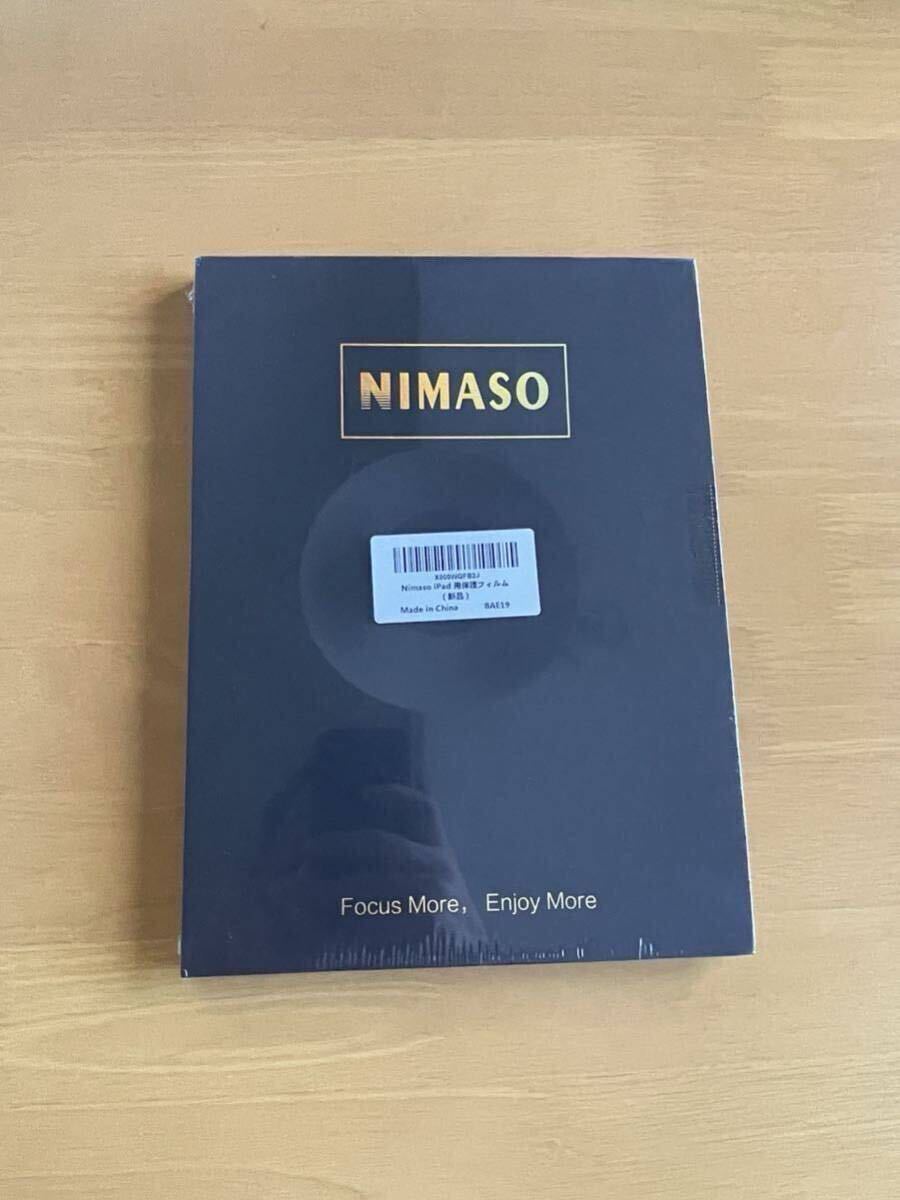 NIMASO
Nimaso iPad 用保護フィルム
（新品）
Made in China BAE19
Focus More, Enjoy More